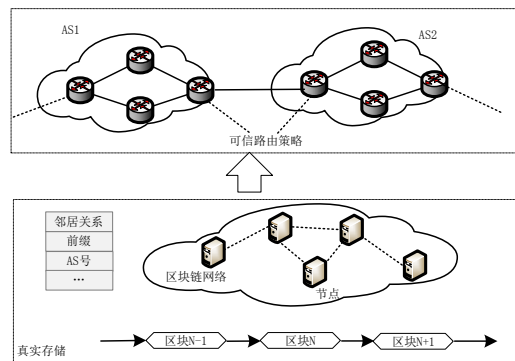 AS1
AS2
可信路由策略
邻居关系
前缀
AS号
...
区块链网络
节点
真实存储
区块N-1
区块N
区块N+1